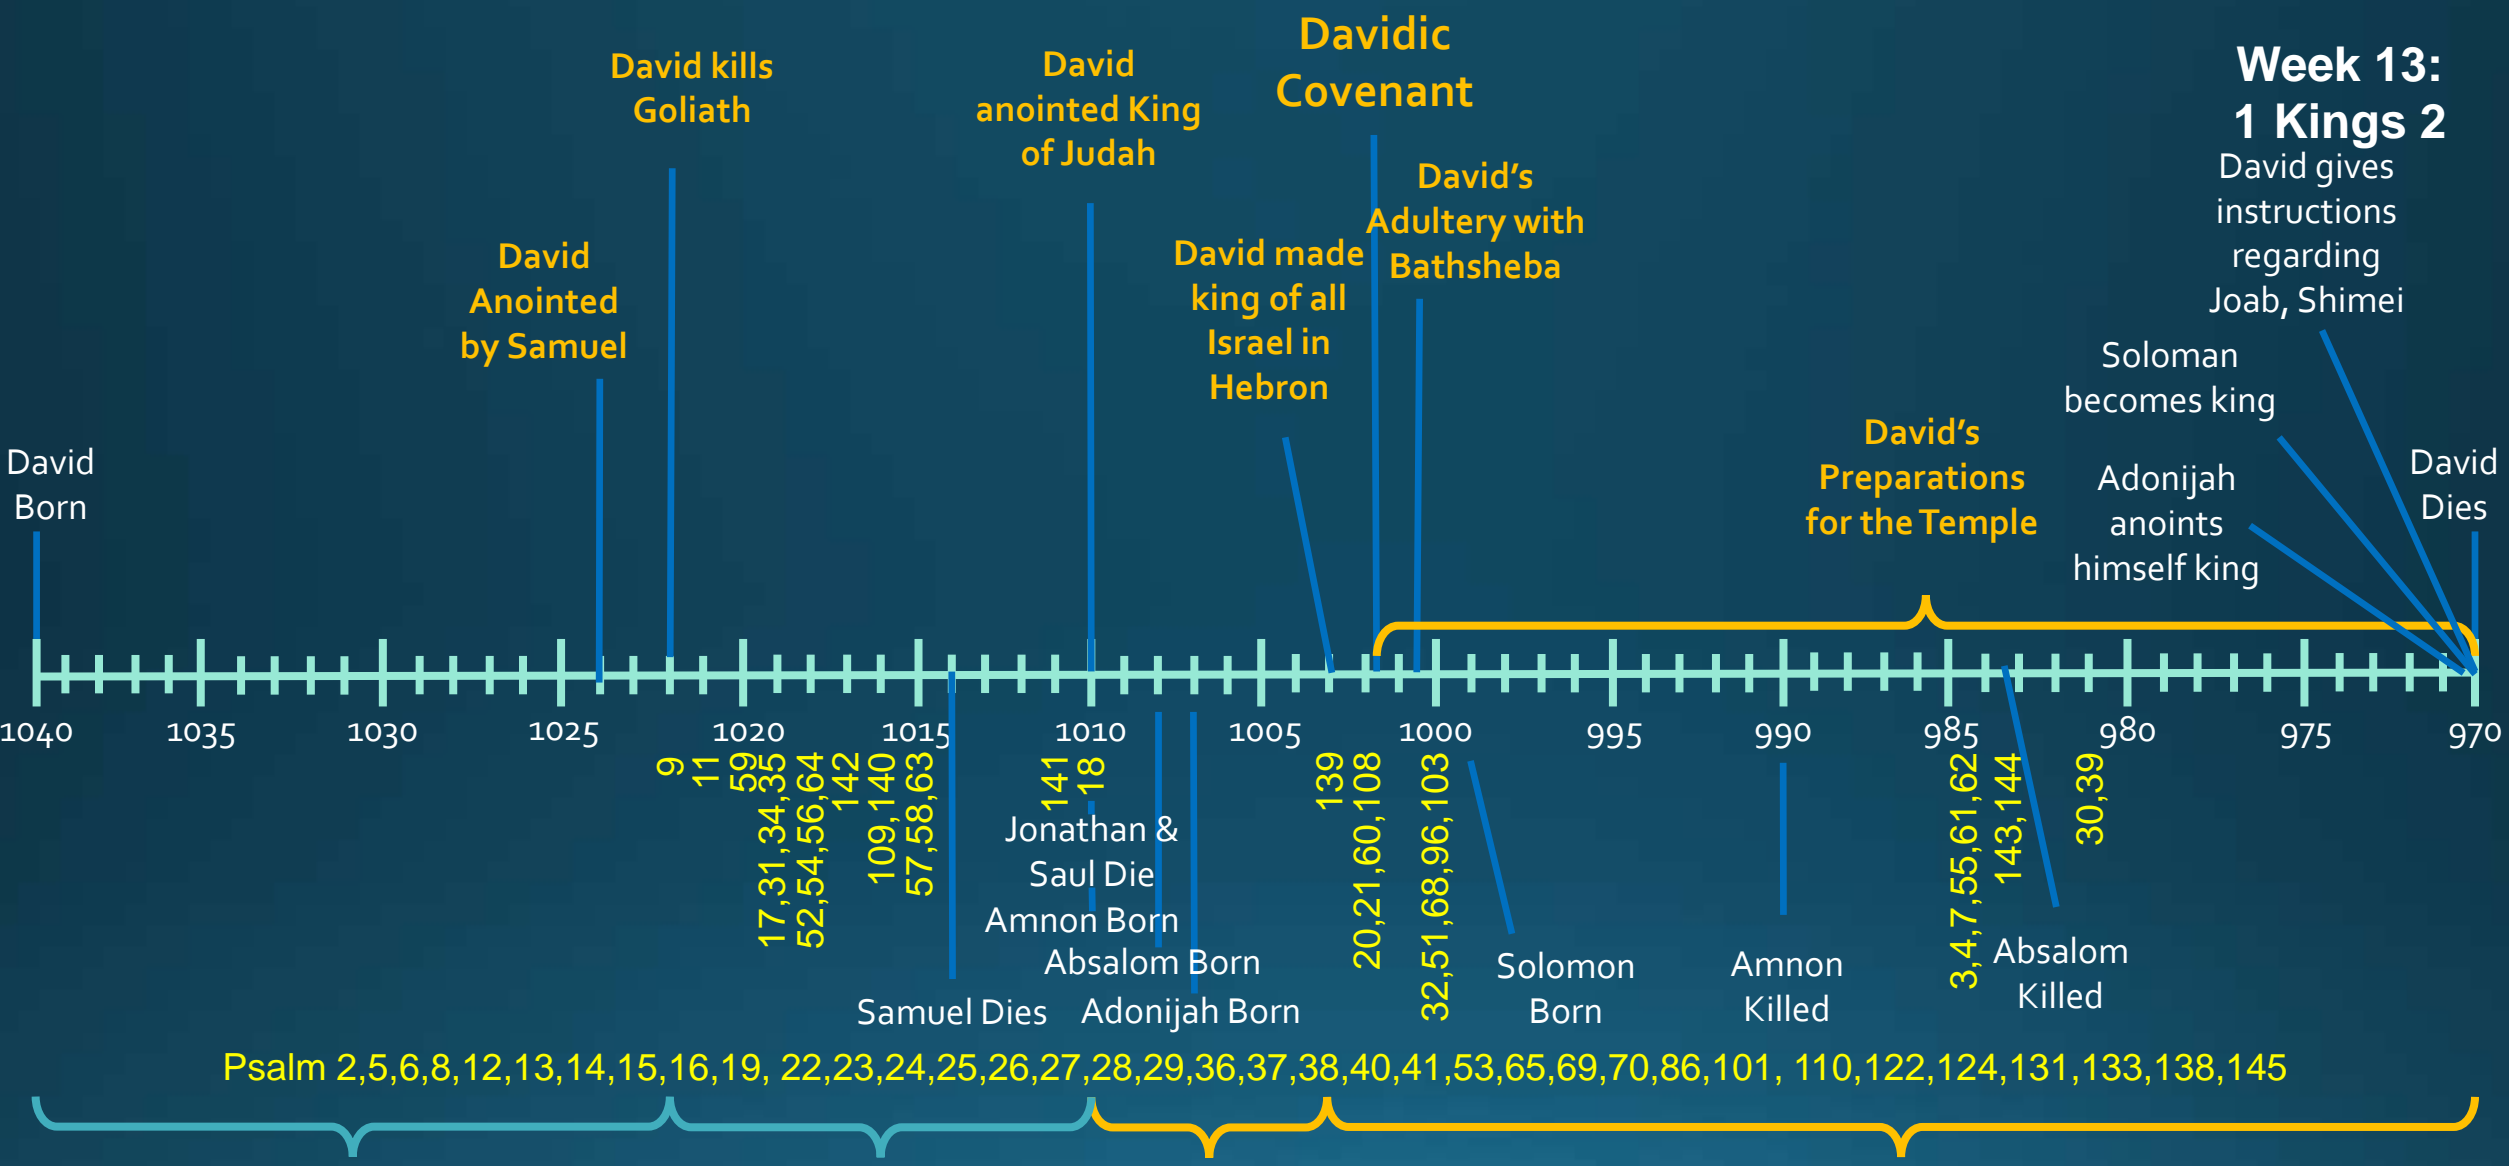 Davidic
Covenant
Week 13:
1 Kings 2
David kills
Goliath
David
anointed King
of Judah
David gives
instructions
regarding
Joab, Shimei
David's
Adultery with
Bathsheba
David
Anointed
by Samuel
David made
king of all
Israel in
Hebron
Soloman
becomes king
David's
Preparations
for the Temple
David
Born
Adonijah
anoints
himself king
David
Dies
1040 1035 1030 1025 1020 1015 1010 1005 1000 995 990 985 980 975 970
9
11
59
17,31,34,35
52,54,56,64
142
109,140
57,58,63
141
18
139
20,21,60,108
32,51,68,96,103
3,4,7,55,61,62
143,144
30,39
Jonathan &
Saul Die
Amnon Born
Absalom Born
Samuel Dies
Adonijah Born
Solomon
Born
Amnon
Killed
Absalom
Killed
Psalm 2,5,6,8,12,13,14,15,16,19, 22,23,24,25,26,27,28,29,36,37,38,40,41,53,65,69,70,86,101, 110,122,124,131,133,138,145